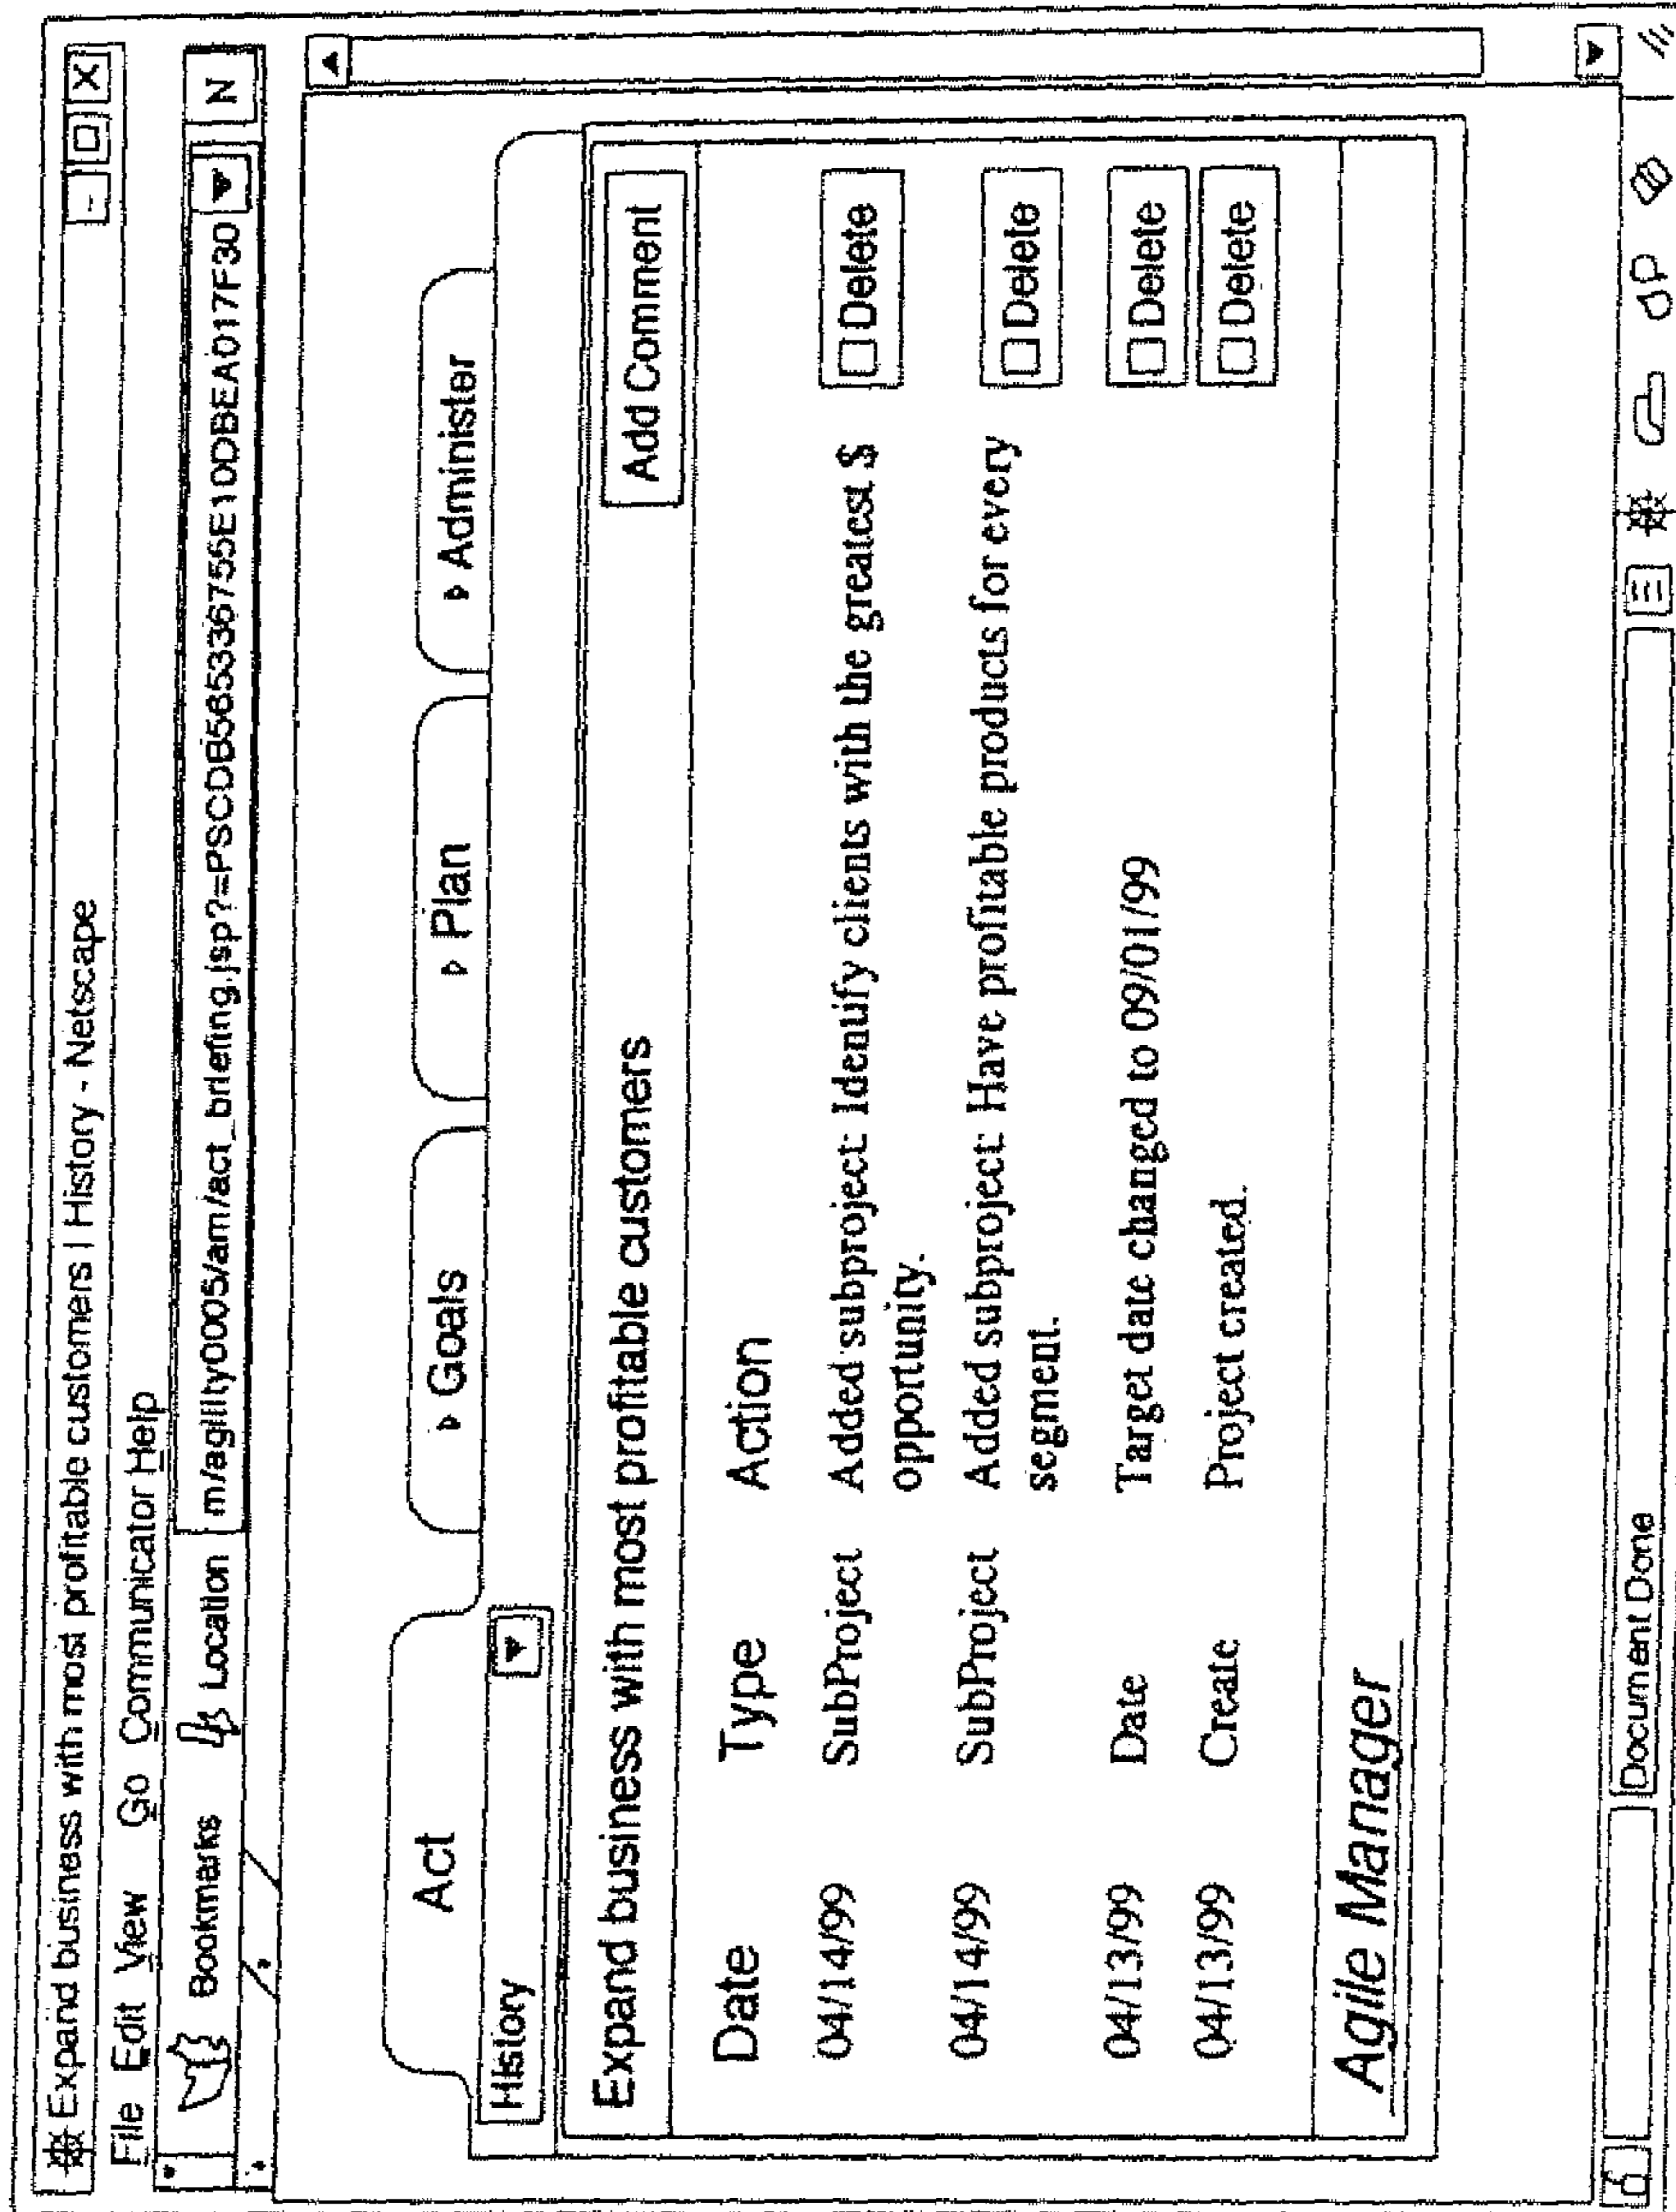 Expand business with most profitable customers | History - Netscape
File Edit View Go Communicator Help
Bookmarks Location m/agility0005/am/act_briefing.jsp?=PSCDB5653367S5E10DBEA017F30 N
Act Goals Plan Administer
History
Expand business with most profitable customers Add Comment
Date Type Action
04/14/99 SubProject Added subproject: Identify clients with the greatest $ Delete
opportunity.
04/14/99 SubProject Added subproject: Have profitable products for every Delete
segment.
04/13/99 Date Target date changed to 09/01/99 Delete
04/13/99 Create Project created. Delete
Agile Manager
Document Done